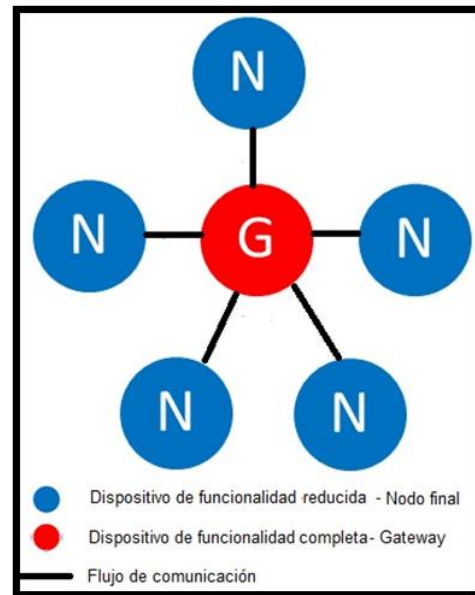 N
N
G
N
N
N
Dispositivo de funcionalidad reducida - Nodo final
Dispositivo de funcionalidad completa- Gateway
Flujo de comunicación